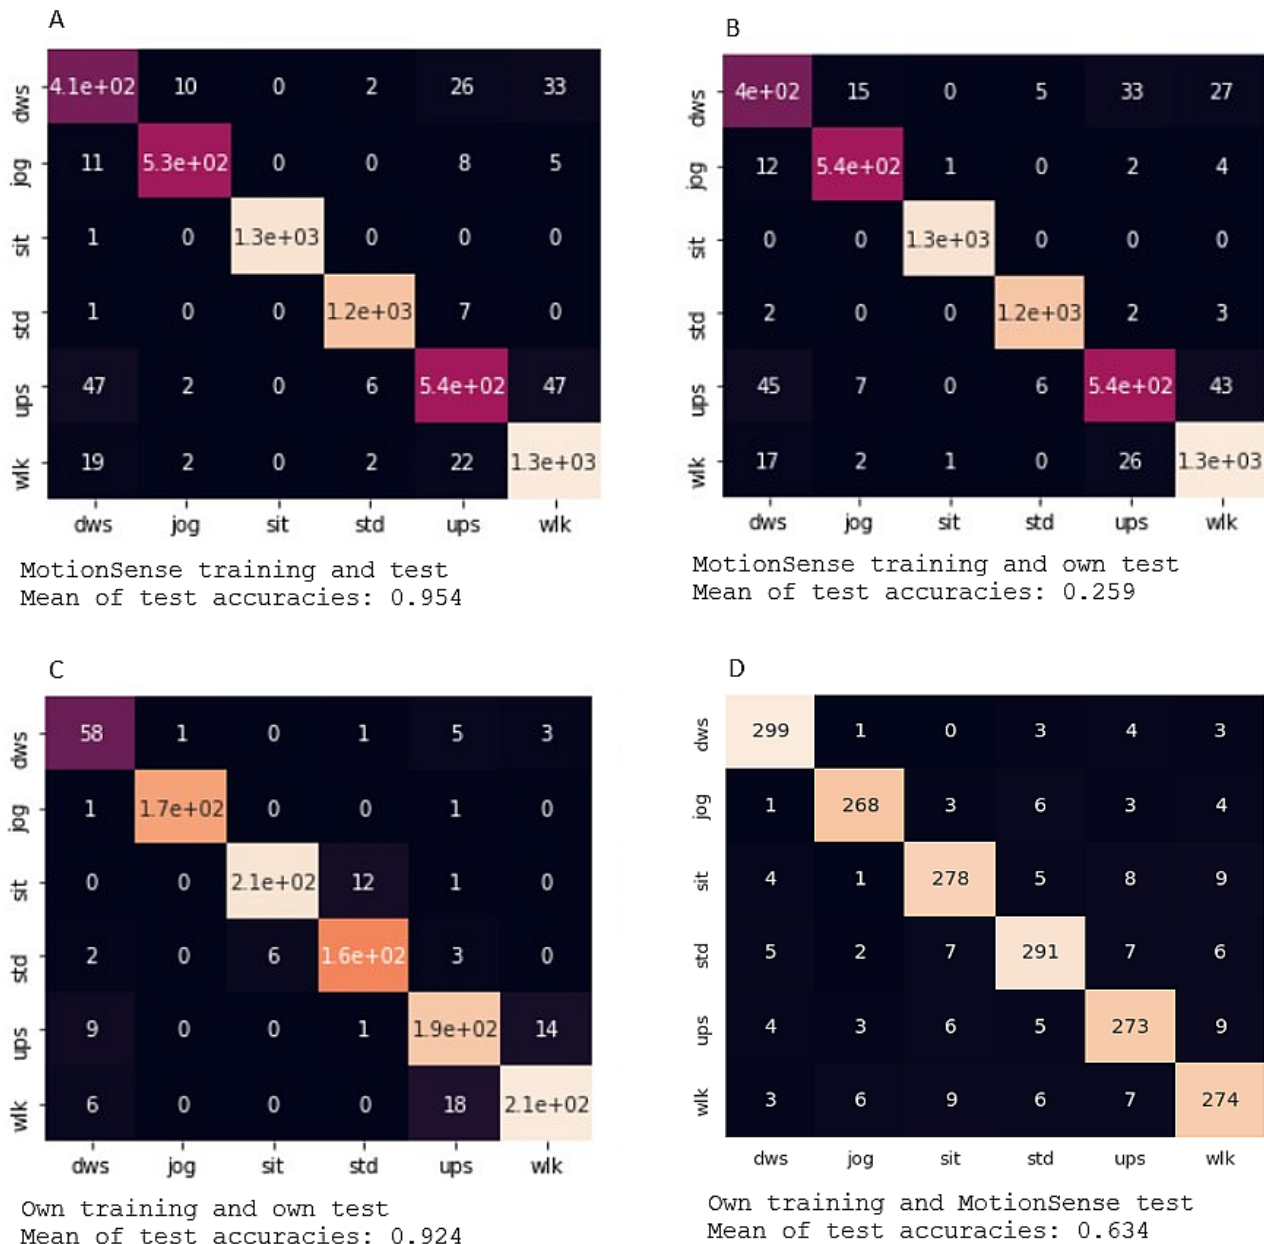 A
dws 4.1e+02 10 0 2 26 33
jog 11 5.3e+02 0 0 8 5
sit 1 0 1.3e+03 0 0 0
std 1 0 0 1.2e+03 7 0
ups 47 2 0 6 5.4e+02 47
wlk 19 2 0 2 22 1.3e+03
dws jog sit std ups wlk
MotionSense training and test
Mean of test accuracies: 0.954
B
dws 4e+02 15 0 5 33 27
jog 12 5.4e+02 1 0 2 4
sit 0 0 1.3e+03 0 0 0
std 2 0 0 1.2e+03 2 3
ups 45 7 0 6 5.4e+02 43
wlk 17 2 1 0 26 1.3e+03
dws jog sit std ups wlk
MotionSense training and own test
Mean of test accuracies: 0.259
C
dws 58 1 0 1 5 3
jog 1 1.7e+02 0 0 1 0
sit 0 0 2.1e+02 12 1 0
std 2 0 6 1.6e+02 3 0
ups 9 0 0 1 1.9e+02 14
wlk 6 0 0 0 18 2.1e+02
dws jog sit std ups wlk
Own training and own test
Mean of test accuracies: 0.924
D
dws 299 1 0 3 4 3
jog 1 268 3 6 3 4
sit 4 1 278 5 8 9
std 5 2 7 291 7 6
ups 4 3 6 5 273 9
wlk 3 6 9 6 7 274
dws jog sit std ups wlk
Own training and MotionSense test
Mean of test accuracies: 0.634